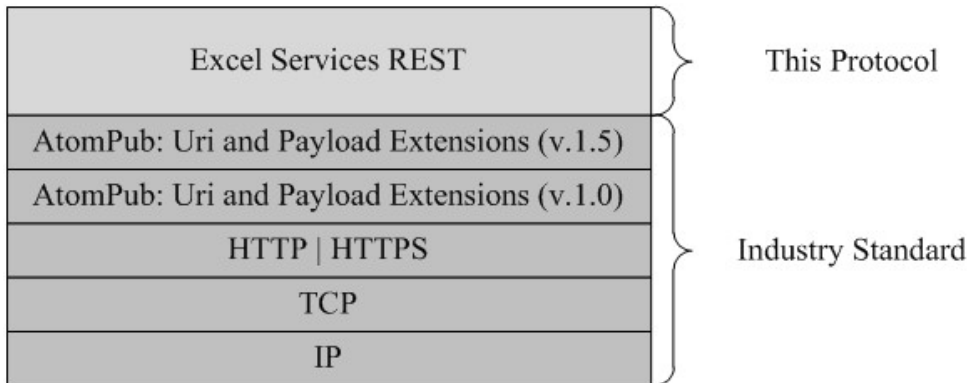 Excel Services REST
This Protocol
AtomPub: Uri and Payload Extensions (v.1.5)
AtomPub: Uri and Payload Extensions (v.1.0)
HTTP | HTTPS
Industry Standard
TCP
IP